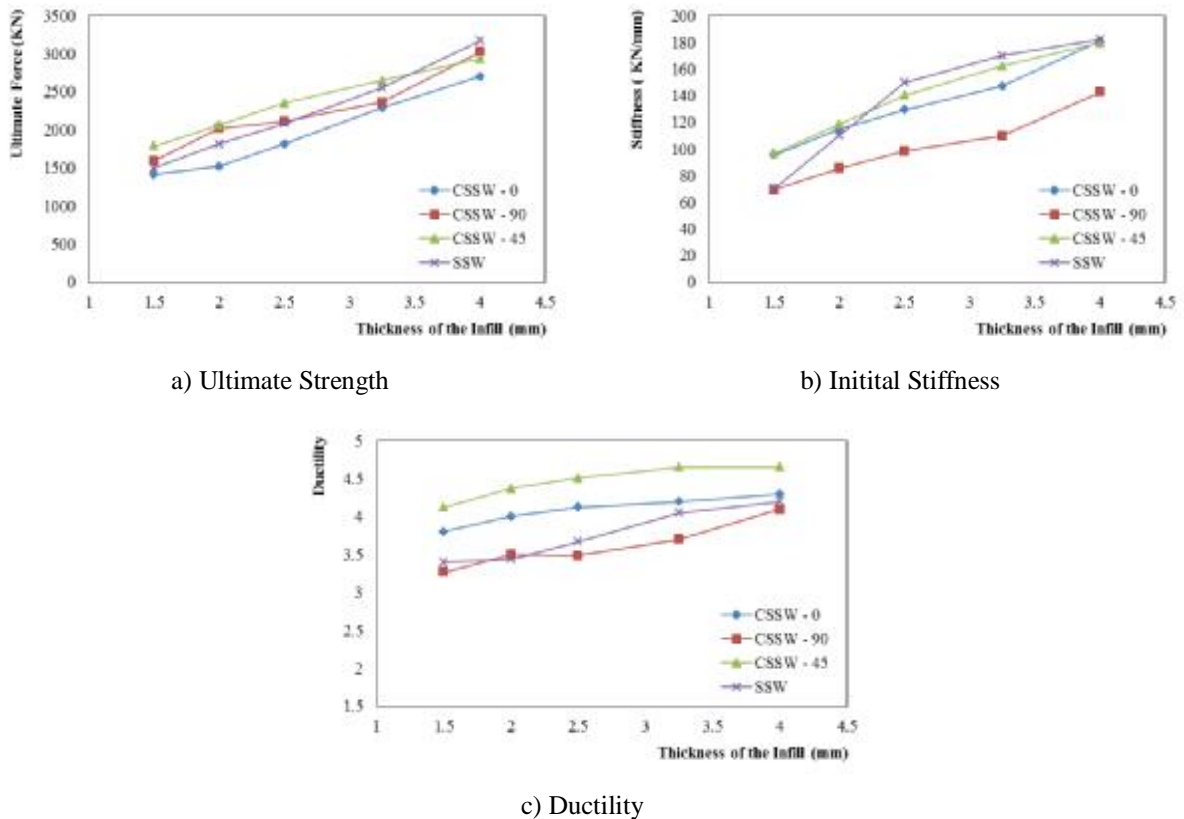 Ultimate Force (KN)
3500
3000
2500
2000
1500
1000
500
0
1
1.5
2
2.5
3
3.5
4
4.5
Thickness of the Infill (mm)
CSSW - 0
CSSW - 90
CSSW - 45
SSW
a) Ultimate Strength
Stiffness ( KN/mm)
200
180
160
140
120
100
80
60
40
20
0
1
1.5
2
2.5
3
3.5
4
4.5
Thickness of the Infill (mm)
CSSW - 0
CSSW - 90
CSSW - 45
SSW
b) Initital Stiffness
Ductility
5
4.5
4
3.5
3
2.5
2
1.5
1
1.5
2
2.5
3
3.5
4
4.5
Thickness of the Infill (mm)
CSSW - 0
CSSW - 90
CSSW - 45
SSW
c) Ductility